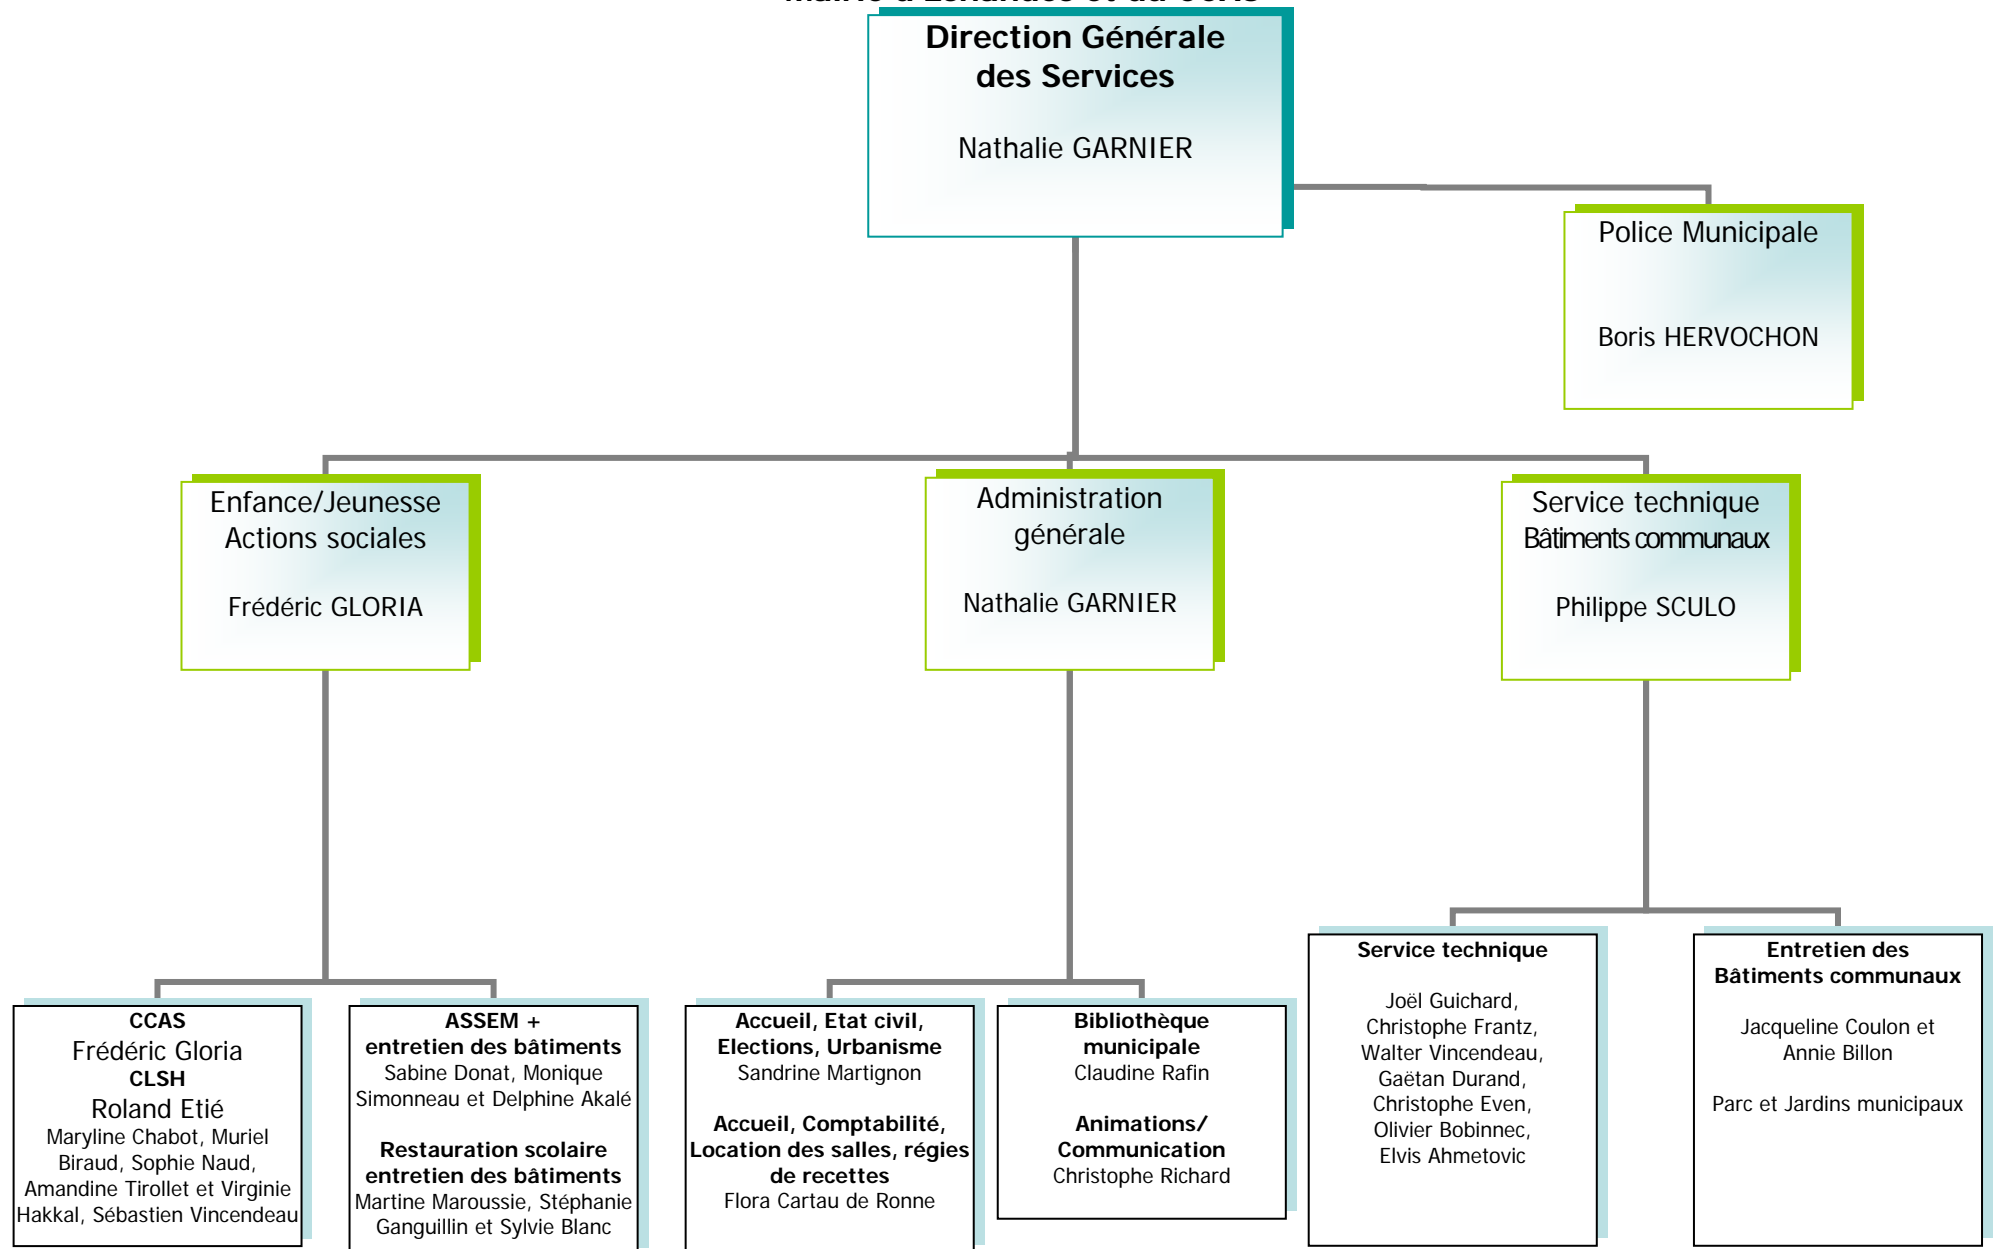 Direction Générale
des Services
Nathalie GARNIER
Police Municipale
Boris HERVOCHON
Enfance/Jeunesse
Actions sociales
Frédéric GLORIA
Administration
générale
Nathalie GARNIER
Service technique
Bâtiments communaux
Philippe SCULO
CCAS
Frédéric Gloria
CLSH
Roland Etié
Maryline Chabot, Muriel
Biraud, Sophie Naud,
Amandine Tirollet et Virginie
Hakkal, Sébastien Vincendeau
ASSEM +
entretien des bâtiments
Sabine Donat, Monique
Simonneau et Delphine Akalé
Restauration scolaire
entretien des bâtiments
Martine Maroussie, Stéphanie
Ganguillin et Sylvie Blanc
Accueil, Etat civil,
Elections, Urbanisme
Sandrine Martignon
Accueil, Comptabilité,
Location des salles, régies
de recettes
Flora Cartau de Ronne
Bibliothèque
municipale
Claudine Rafin
Animations/
Communication
Christophe Richard
Service technique
Joël Guichard,
Christophe Frantz,
Walter Vincendeau,
Gaëtan Durand,
Christophe Even,
Olivier Bobinnec,
Elvis Ahmetovic
Entretien des
Bâtiments communaux
Jacqueline Coulon et
Annie Billon
Parc et Jardins municipaux